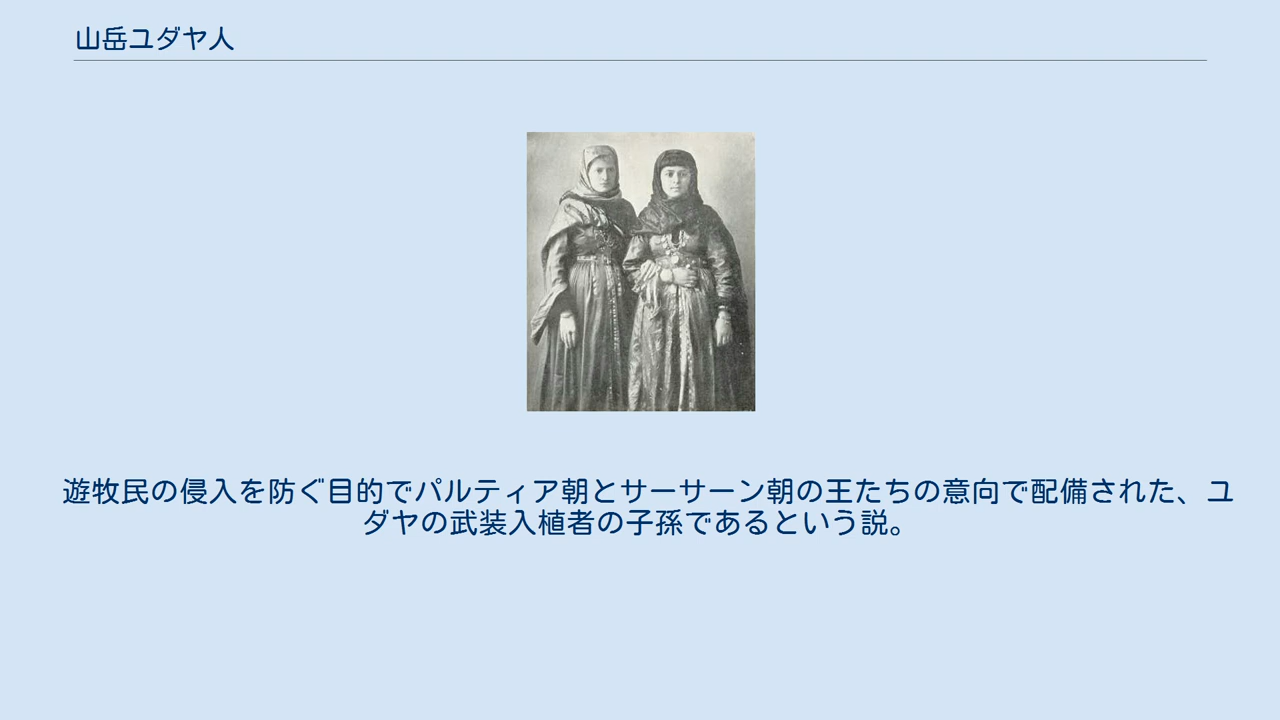 山岳ユダヤ人
遊牧民の侵入を防ぐ目的でパルティア朝とサーサーン朝の王たちの意向で配備された、ユ
ダヤの武装入植者の子孫であるという説。